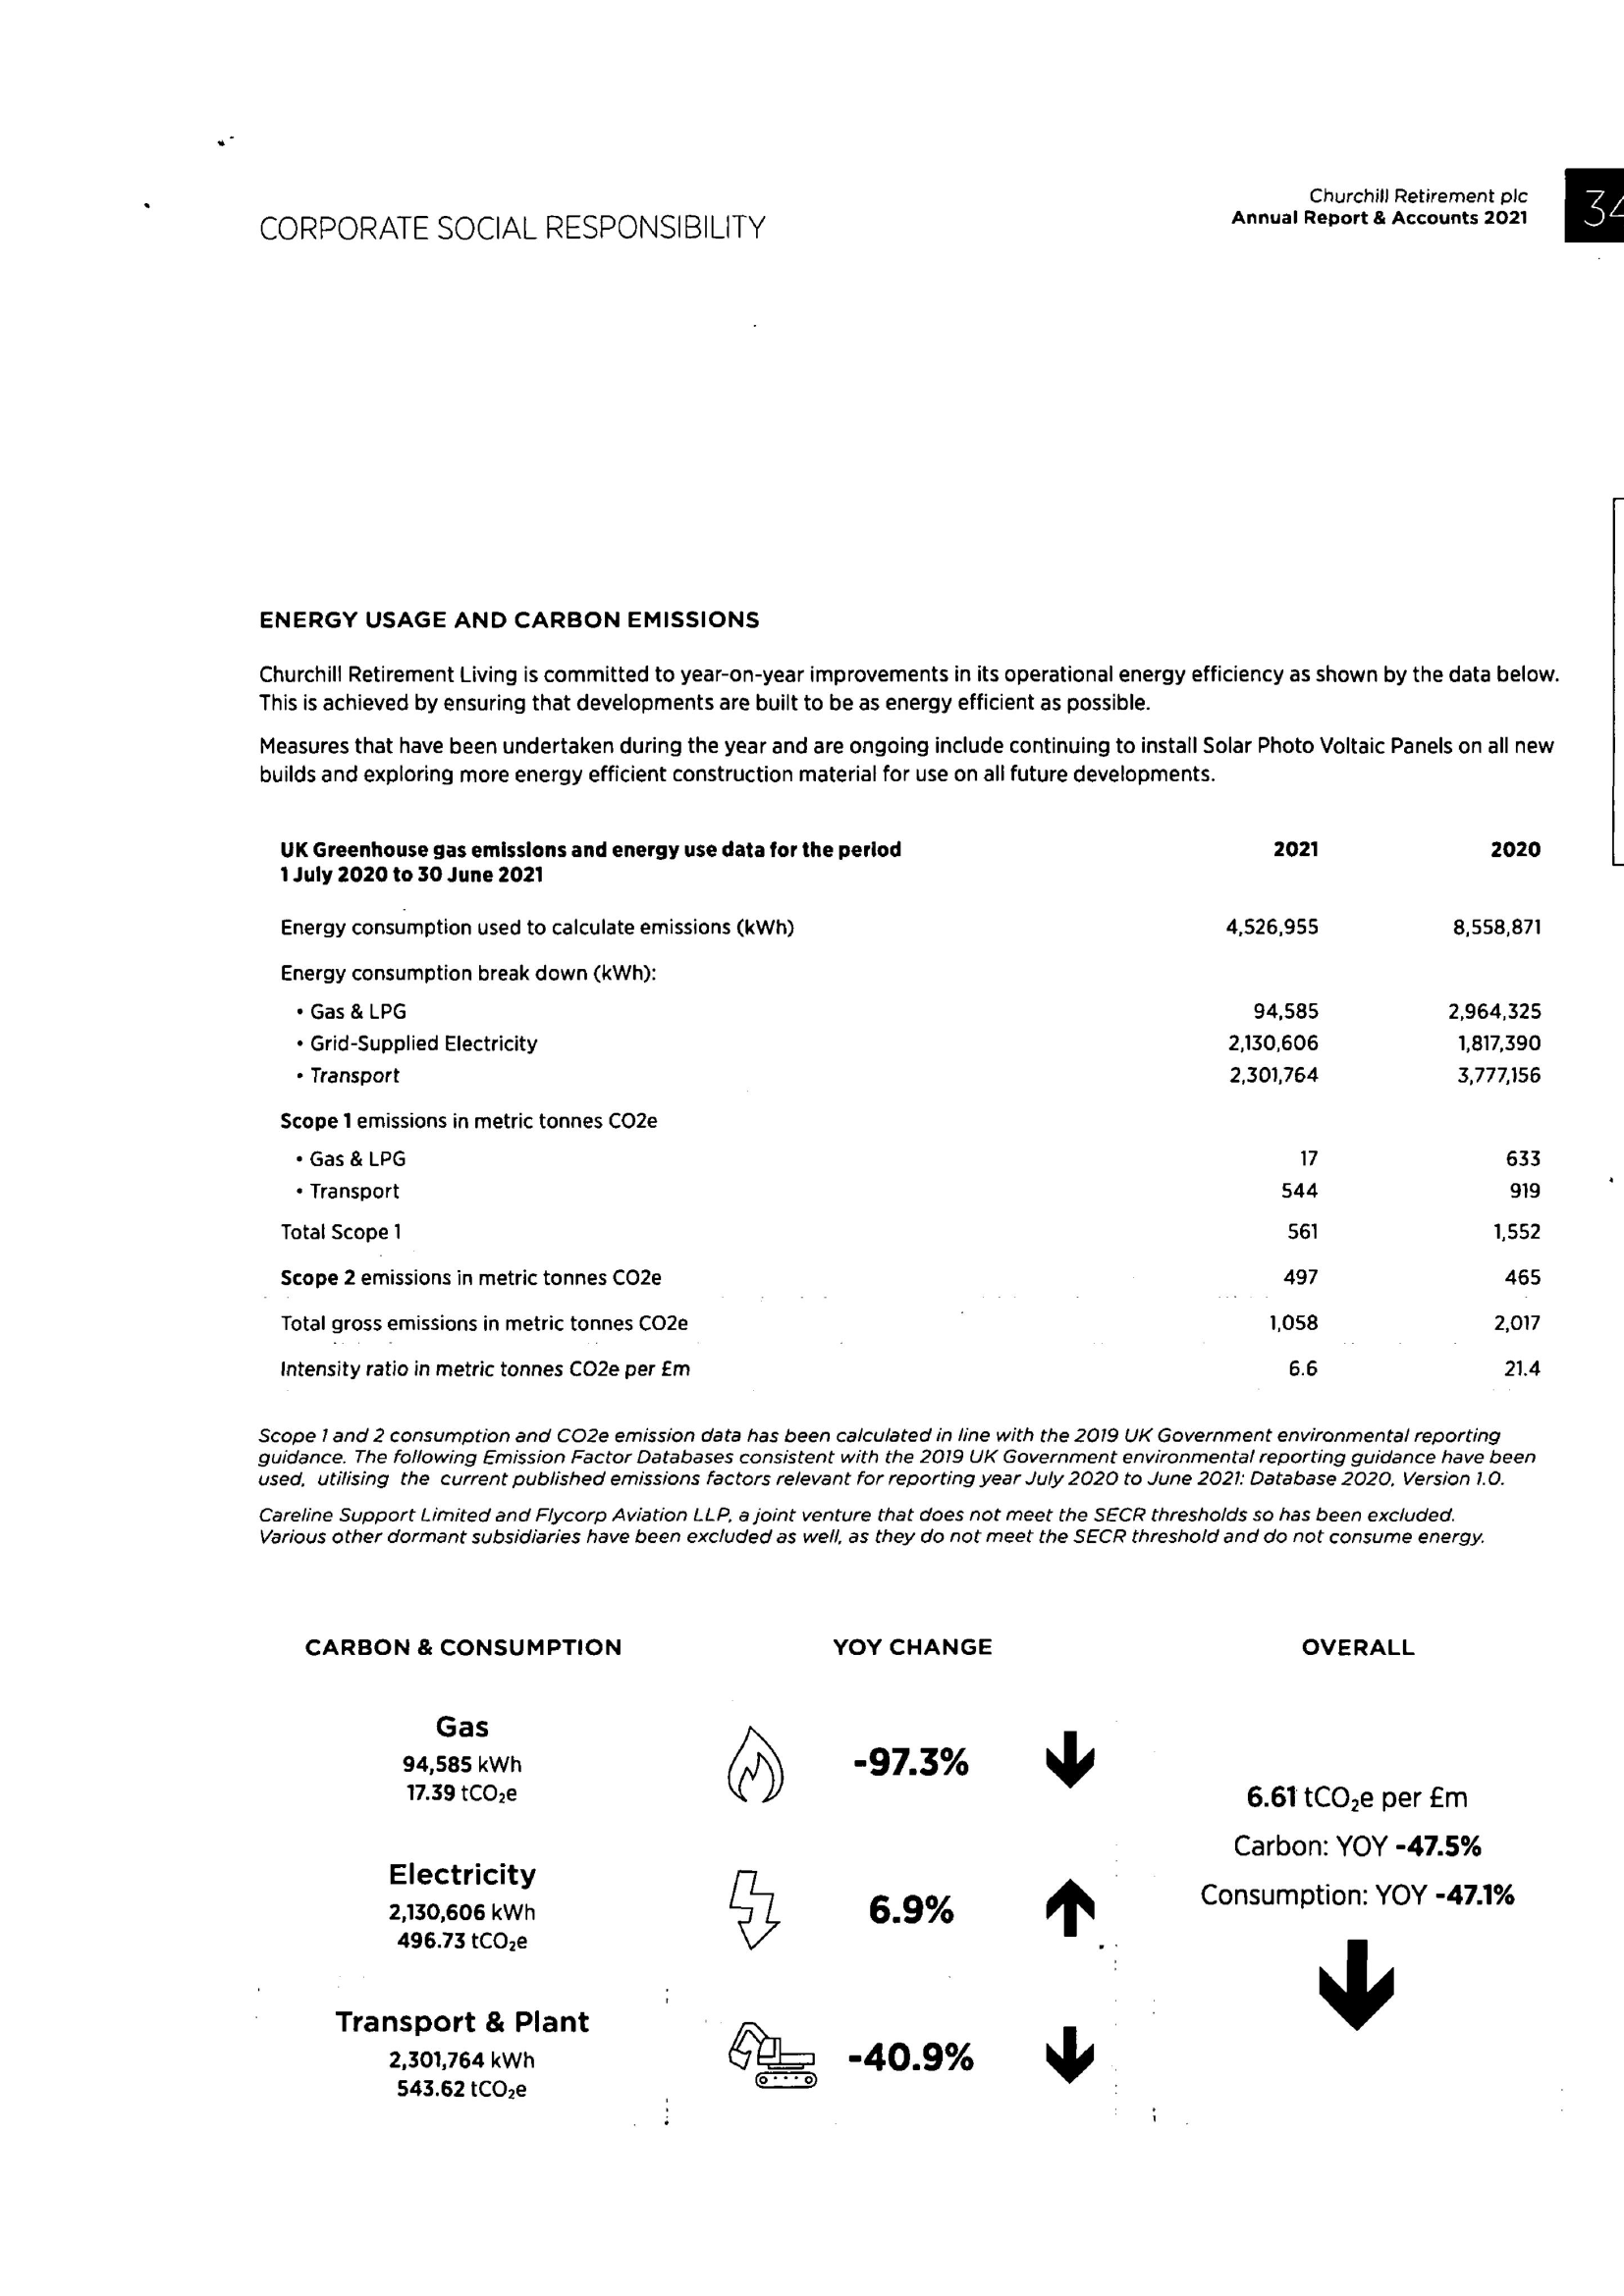 CORPORATE SOCIAL RESPONSIBILITY
Churchill Retirement plc
Annual Report & Accounts 2021
34
ENERGY USAGE AND CARBON EMISSIONS
Churchill Retirement Living is committed to year-on-year improvements in its operational energy efficiency as shown by the data below.
This is achieved by ensuring that developments are built to be as energy efficient as possible.
Measures that have been undertaken during the year and are ongoing include continuing to install Solar Photo Voltaic Panels on all new
builds and exploring more energy efficient construction material for use on all future developments.
UK Greenhouse gas emissions and energy use data for the period 2021 2020
1 July 2020 to 30 June 2021
Energy consumption used to calculate emissions (kWh) 4,526,955 8,558,871
Energy consumption break down (kWh):
• Gas & LPG 94,585 2,964,325
• Grid-Supplied Electricity 2,130,606 1,817,390
• Transport 2,301,764 3,777,156
Scope 1 emissions in metric tonnes CO2e
• Gas & LPG 17 633
• Transport 544 919
Total Scope 1 561 1,552
Scope 2 emissions in metric tonnes CO2e 497 465
Total gross emissions in metric tonnes CO2e 1,058 2,017
Intensity ratio in metric tonnes CO2e per £m 6.6 21.4
Scope 1 and 2 consumption and CO2e emission data has been calculated in line with the 2019 UK Government environmental reporting
guidance. The following Emission Factor Databases consistent with the 2019 UK Government environmental reporting guidance have been
used, utilising the current published emissions factors relevant for reporting year July 2020 to June 2021: Database 2020, Version 1.0.
Careline Support Limited and Flycorp Aviation LLP, a joint venture that does not meet the SECR thresholds so has been excluded.
Various other dormant subsidiaries have been excluded as well, as they do not meet the SECR threshold and do not consume energy.
CARBON & CONSUMPTION YOY CHANGE OVERALL
Gas
94,585 kWh
17.39 tCO₂e
-97.3%
Electricity
2,130,606 kWh
496.73 tCO₂e
6.9%
Transport & Plant
2,301,764 kWh
543.62 tCO₂e
-40.9%
6.61 tCO₂e per £m
Carbon: YOY -47.5%
Consumption: YOY -47.1%